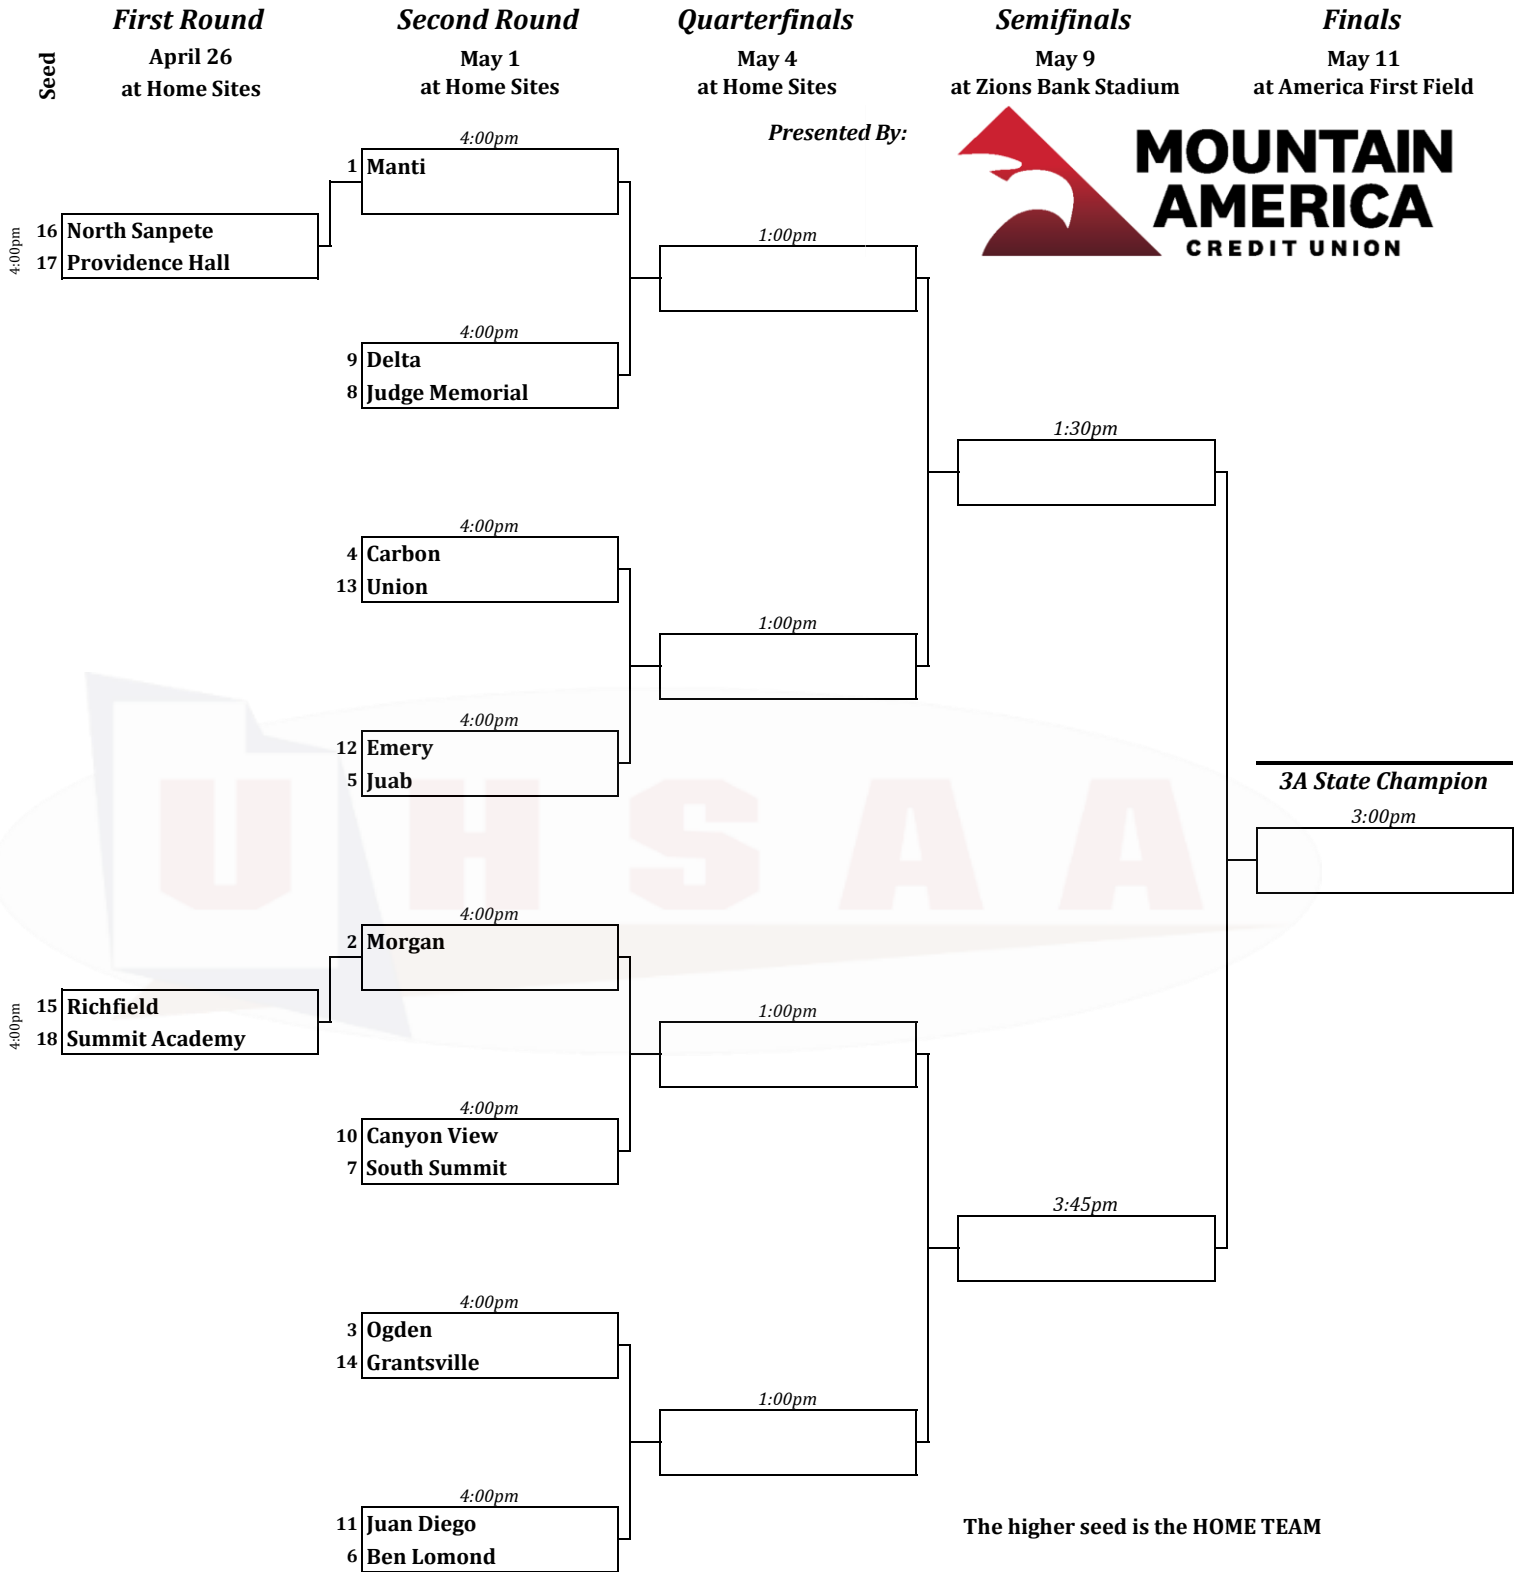 First Round
Second Round
Quarterfinals
Semifinals
Finals
Seed
April 26
May 1
May 4
May 9
May 11
at Home Sites
at Home Sites
at Home Sites
at Zions Bank Stadium
at America First Field
Presented By:
MOUNTAIN
AMERICA
CREDIT UNION
4:00pm
1 Manti
4:00pm
16 North Sanpete
17 Providence Hall
1:00pm
4:00pm
9 Delta
8 Judge Memorial
1:30pm
4:00pm
4 Carbon
13 Union
1:00pm
4:00pm
12 Emery
5 Juab
3A State Champion
3:00pm
UHSAA
4:00pm
2 Morgan
4:00pm
15 Richfield
18 Summit Academy
1:00pm
4:00pm
10 Canyon View
7 South Summit
3:45pm
4:00pm
3 Ogden
14 Grantsville
1:00pm
4:00pm
11 Juan Diego
6 Ben Lomond
The higher seed is the HOME TEAM